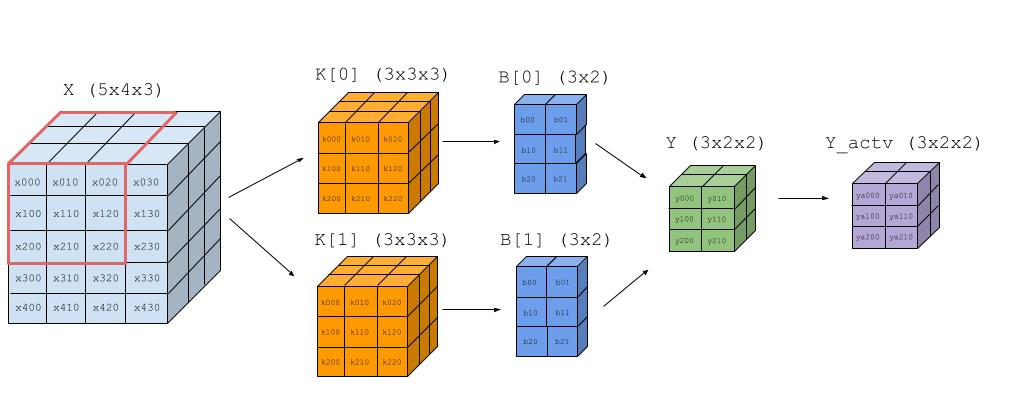 X (5x4x3)
x000 x010 x020 x030
x100 x110 x120 x130
x200 x210 x220 x230
x300 x310 x320 x330
x400 x410 x420 x430
K[0] (3x3x3)
k000 k010 k020
k100 k110 k120
k200 k210 k220
B[0] (3x2)
b00 b01
b10 b11
b20 b21
K[1] (3x3x3)
k000 k010 k020
k100 k110 k120
k200 k210 k220
B[1] (3x2)
b00 b01
b10 b11
b20 b21
Y (3x2x2)
y000 y010
y100 y110
y200 y210
Y_actv (3x2x2)
ya000 ya010
ya100 ya110
ya200 ya210